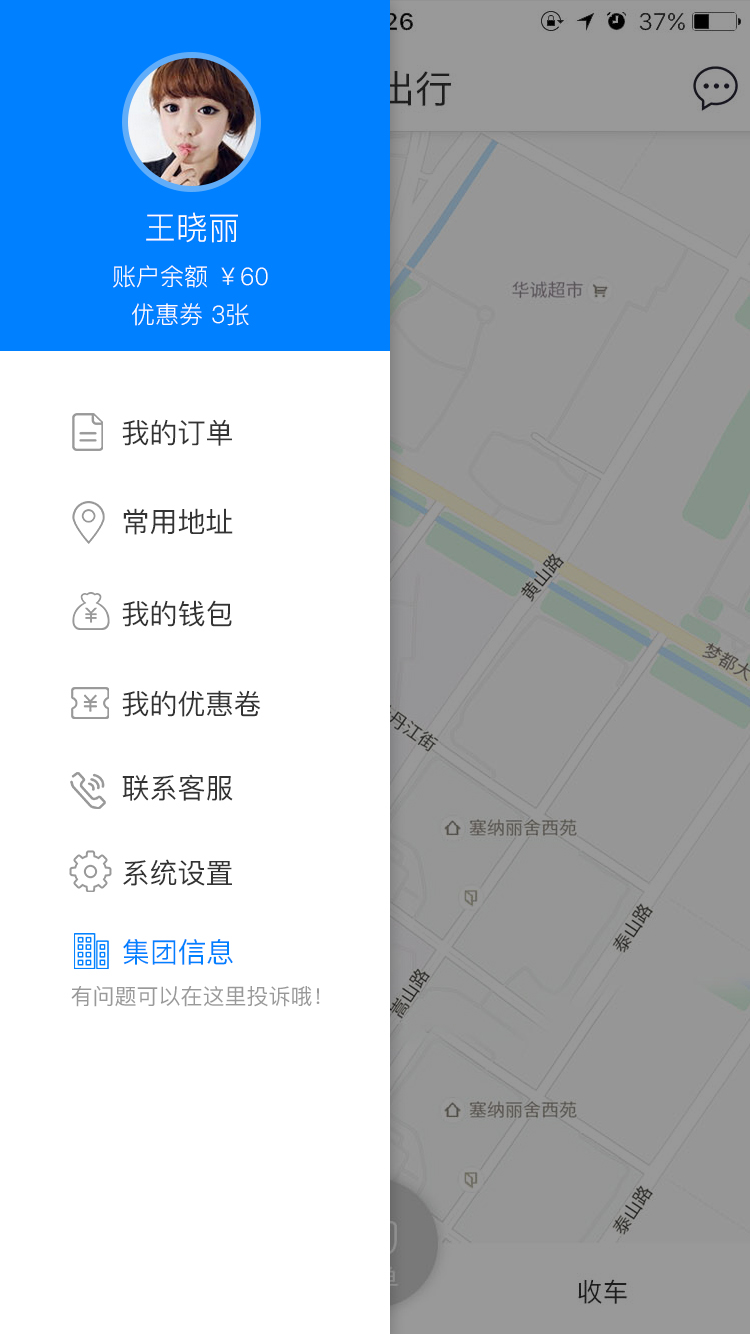 26
37%
出行
王晓丽
账户余额 ￥60
优惠劵 3张
我的订单
常用地址
我的钱包
我的优惠卷
联系客服
系统设置
集团信息
有问题可以在这里投诉哦！
华诚超市
黄山路
梦都大
丹江街
塞纳丽舍西苑
泰山路
嵩山路
塞纳丽舍西苑
泰山路
收车